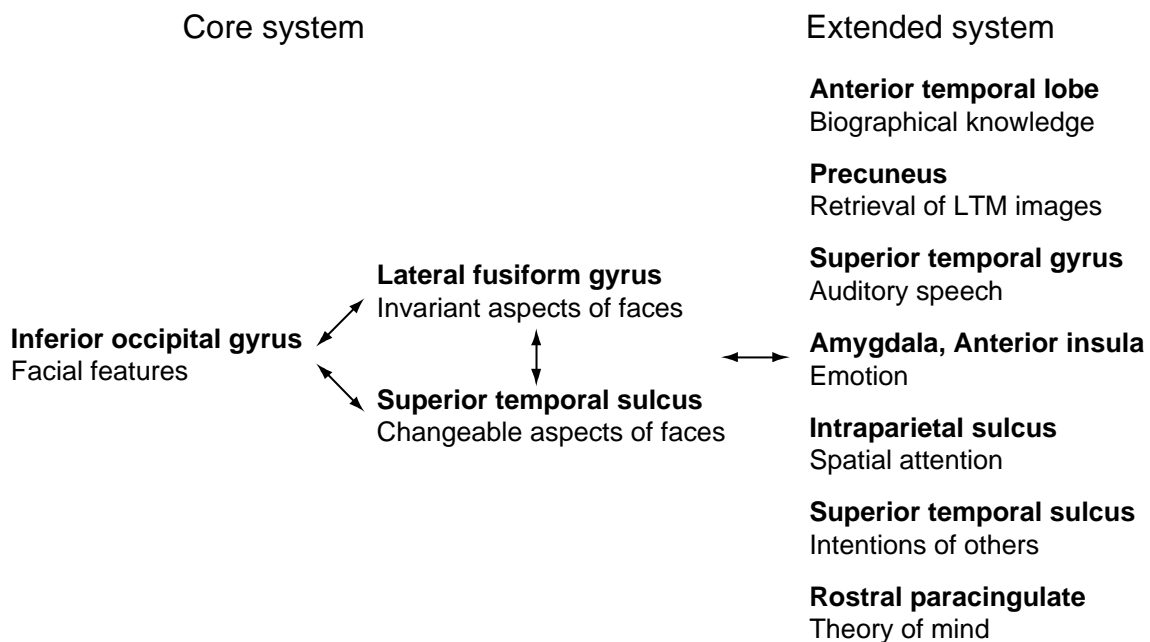 Core system
Extended system
Inferior occipital gyrus
Facial features
Lateral fusiform gyrus
Invariant aspects of faces
Superior temporal sulcus
Changeable aspects of faces
Anterior temporal lobe
Biographical knowledge
Precuneus
Retrieval of LTM images
Superior temporal gyrus
Auditory speech
Amygdala, Anterior insula
Emotion
Intraparietal sulcus
Spatial attention
Superior temporal sulcus
Intentions of others
Rostral paracingulate
Theory of mind